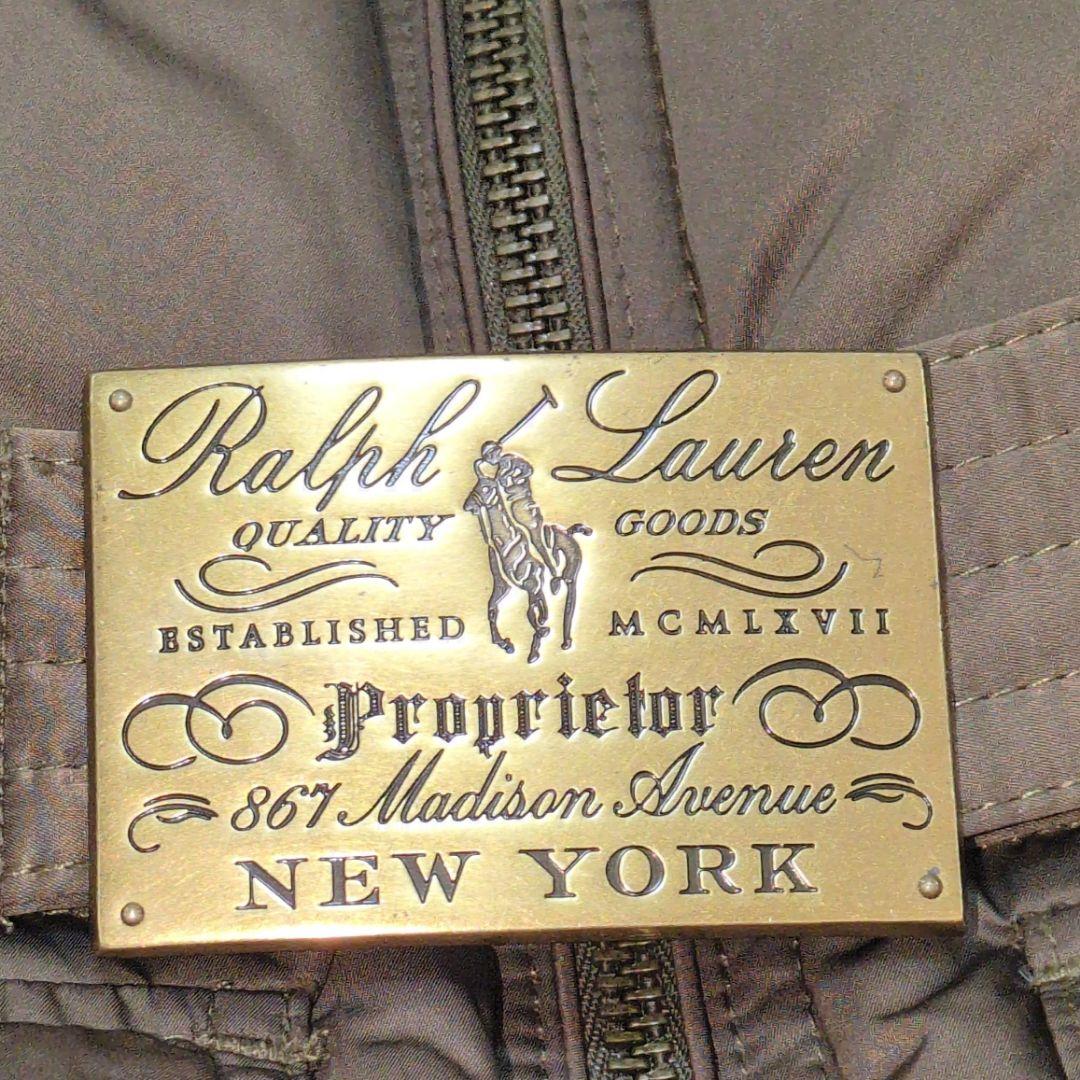 Ralph Lauren
QUALITY GOODS
ESTABLISHED MCMLXVII
Proprietor
867 Madison Avenue
NEW YORK